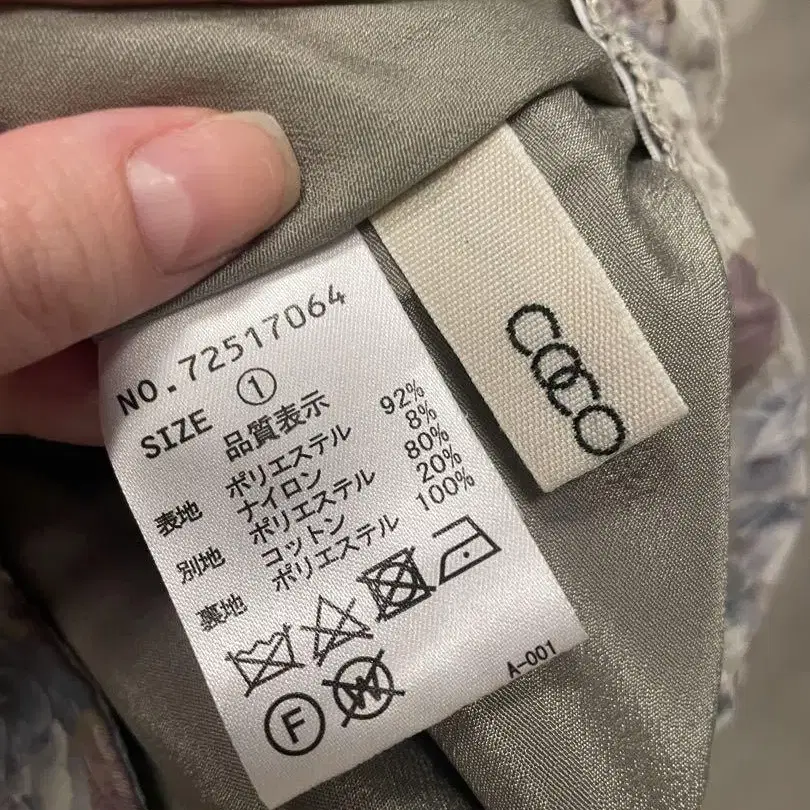 NO.72517064
SIZE ①
品質表示
表地 ポリエステル 92%
ナイロン 8%
別地 ポリエステル 80%
コットン 20%
裏地 ポリエステル 100%
F W
A-001
COCO